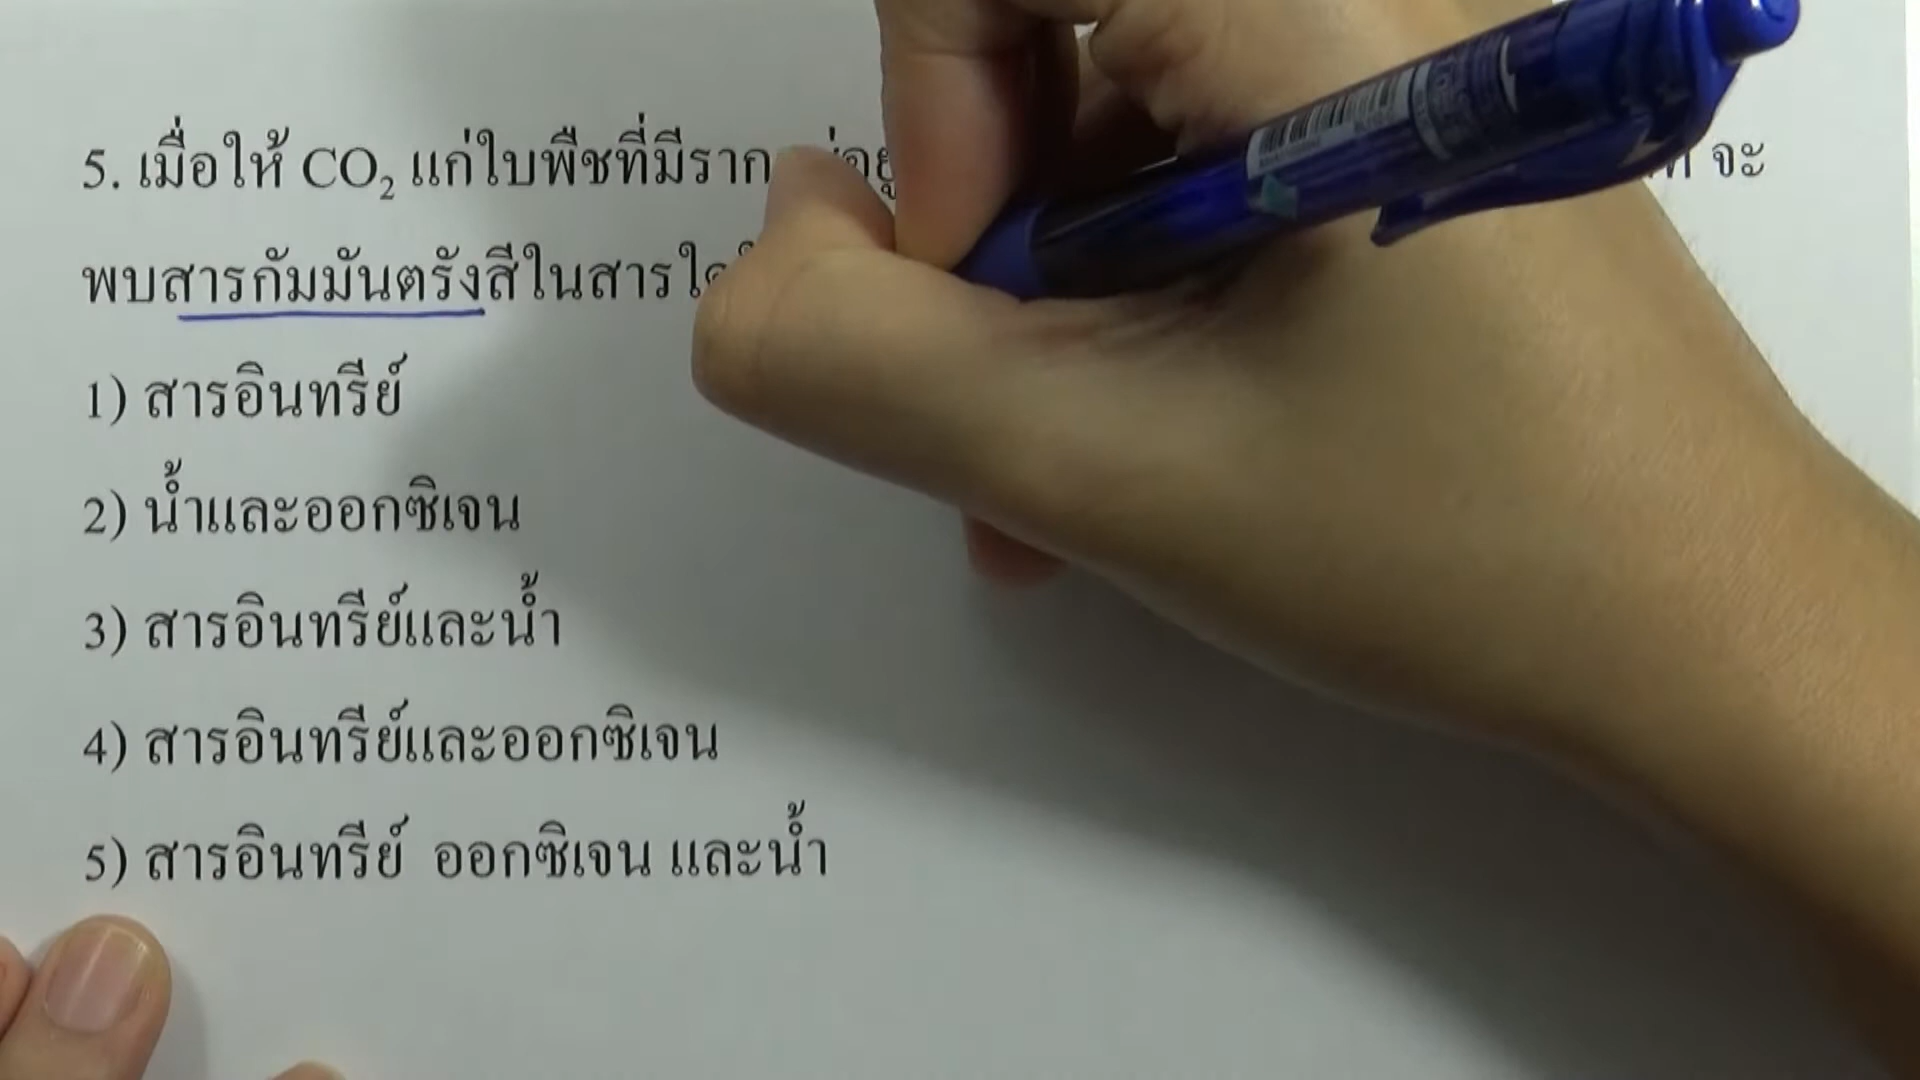 5. เมื่อให้ CO₂ แก่ใบพืชที่มีราก จะ
พบสารกัมมันตรังสีในสารใด
1) สารอินทรีย์
2) น้ำและออกซิเจน
3) สารอินทรีย์และน้ำ
4) สารอินทรีย์และออกซิเจน
5) สารอินทรีย์ ออกซิเจน และน้ำ